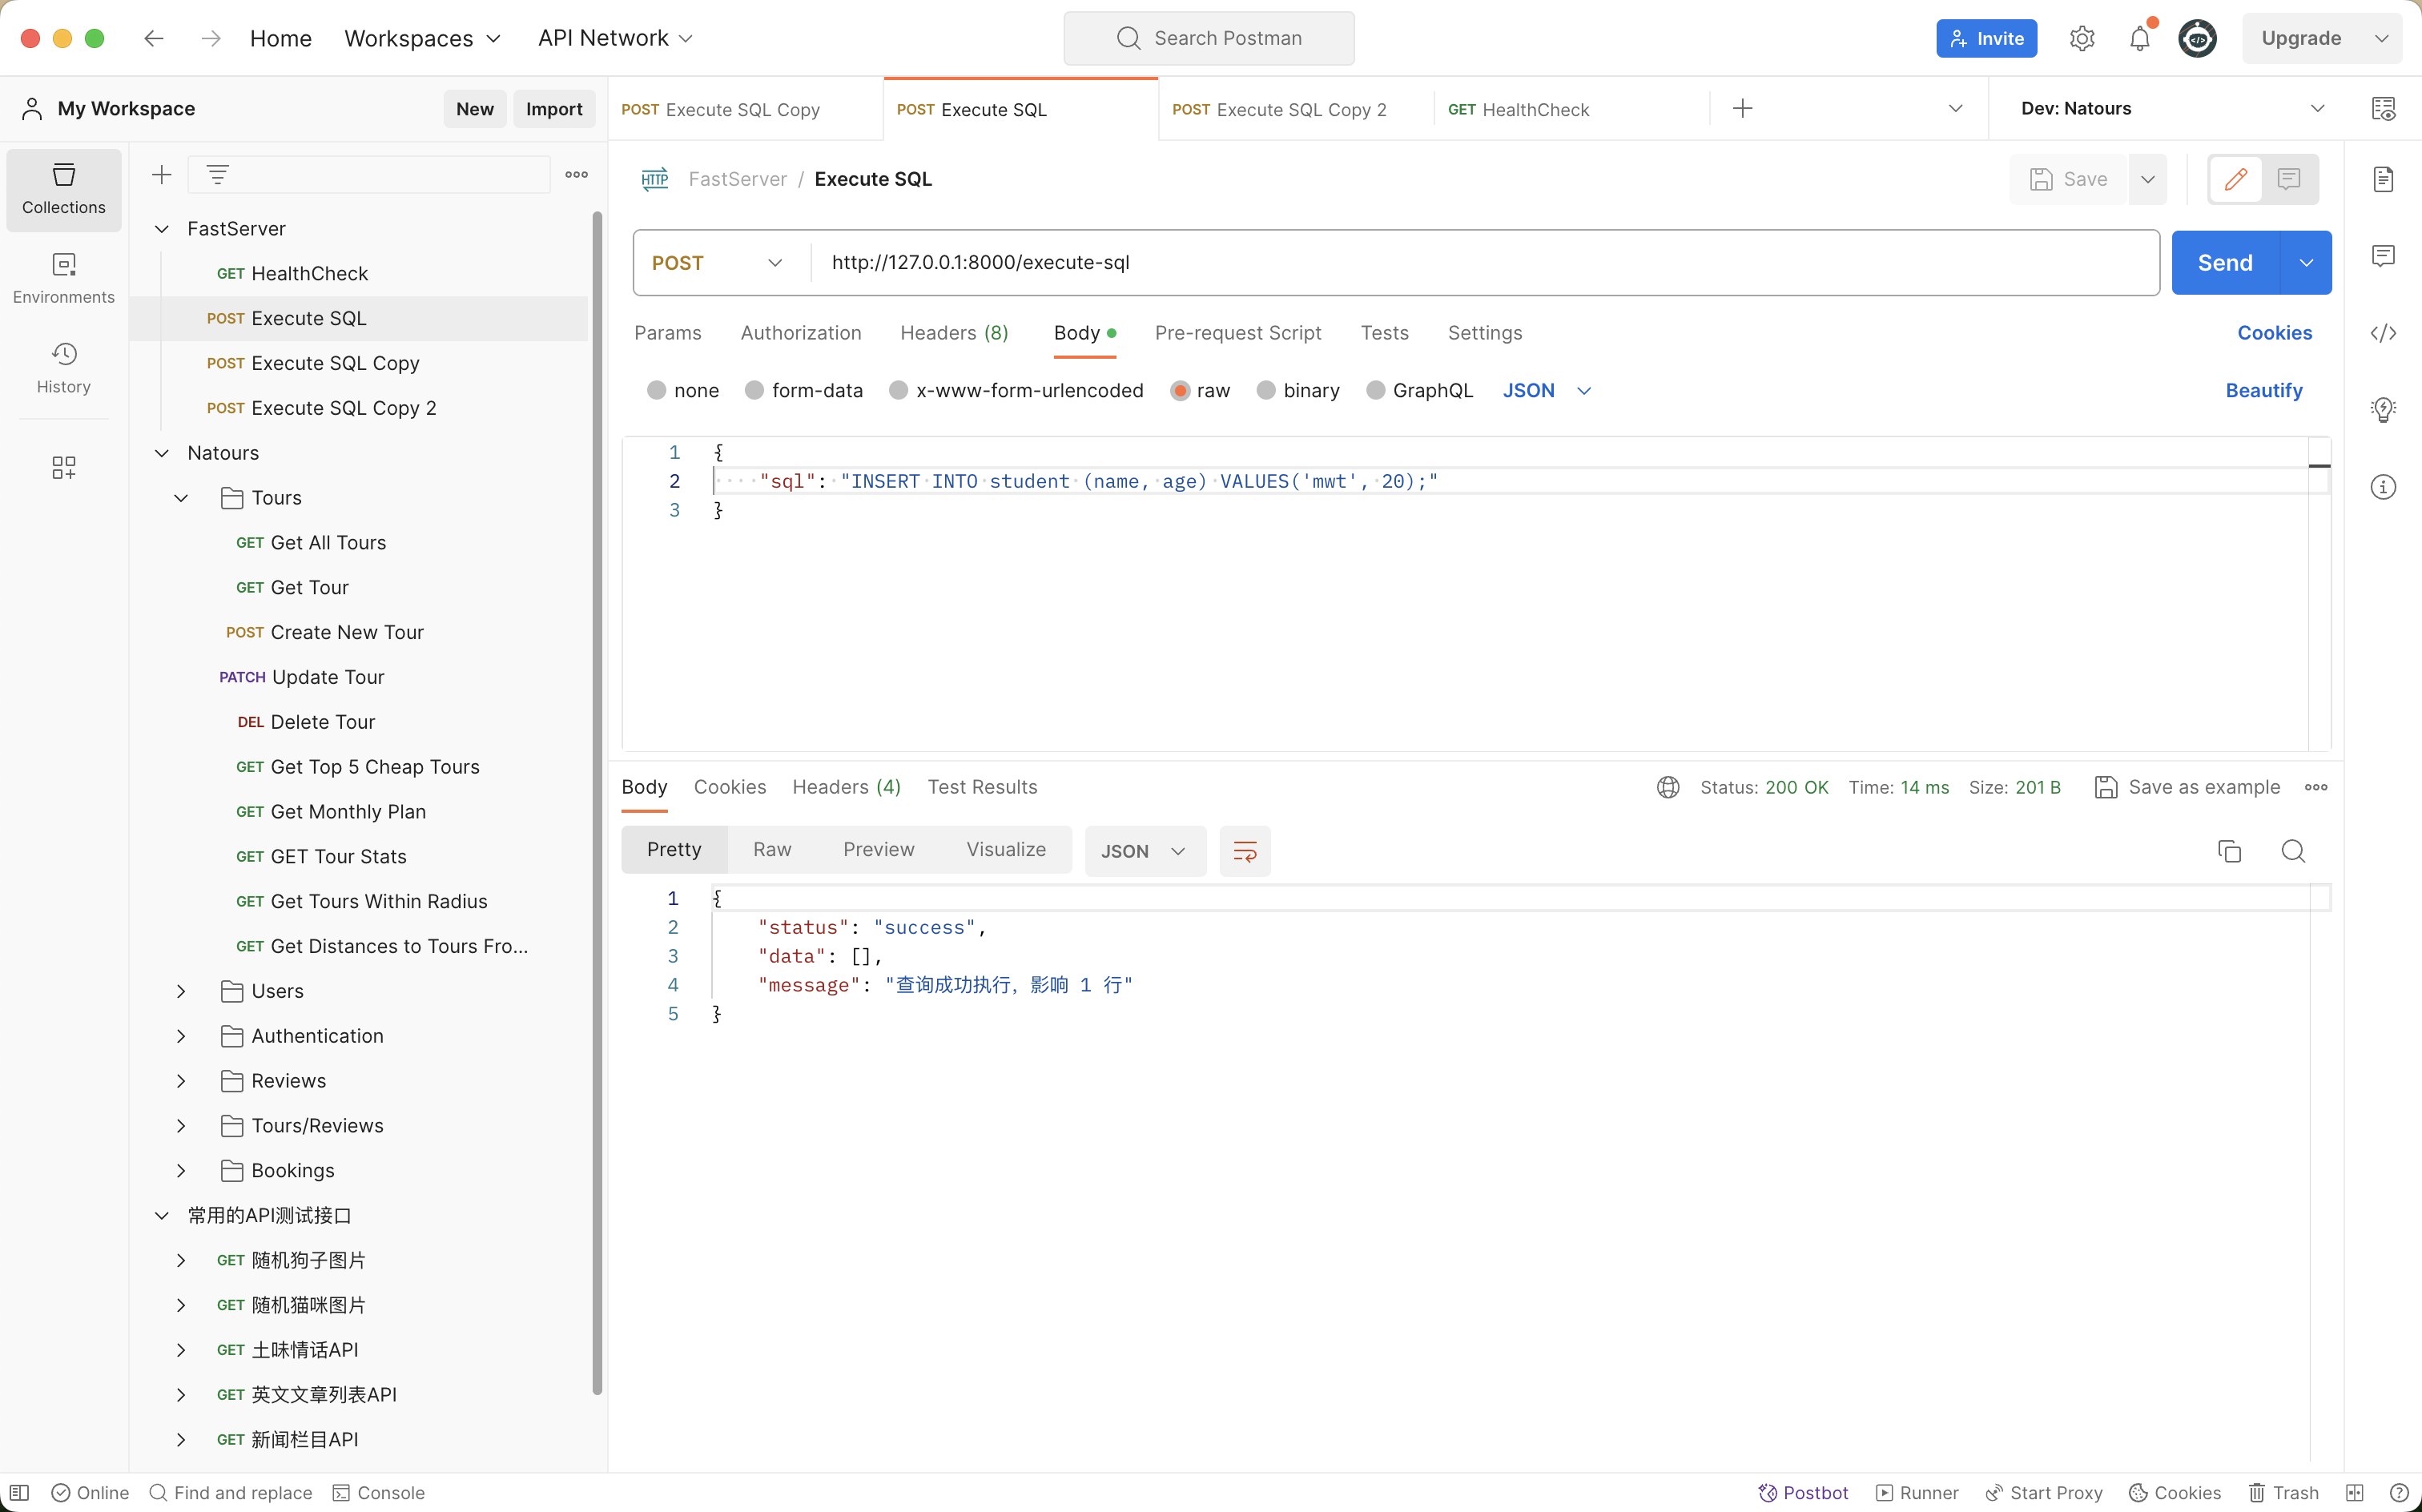 Home Workspaces API Network Search Postman Invite Upgrade
My Workspace New Import
POST Execute SQL Copy POST Execute SQL POST Execute SQL Copy 2 GET HealthCheck Dev: Natours
Collections
Environments
History
FastServer
GET HealthCheck
POST Execute SQL
POST Execute SQL Copy
POST Execute SQL Copy 2
Natours
Tours
GET Get All Tours
GET Get Tour
POST Create New Tour
PATCH Update Tour
DEL Delete Tour
GET Get Top 5 Cheap Tours
GET Get Monthly Plan
GET GET Tour Stats
GET Get Tours Within Radius
GET Get Distances to Tours Fro...
Users
Authentication
Reviews
Tours/Reviews
Bookings
常用的API测试接口
GET 随机狗子图片
GET 随机猫咪图片
GET 土味情话API
GET 英文文章列表API
GET 新闻栏目API
HTTP FastServer / Execute SQL Save
POST http://127.0.0.1:8000/execute-sql Send
Params Authorization Headers (8) Body Pre-request Script Tests Settings Cookies
none form-data x-www-form-urlencoded raw binary GraphQL JSON Beautify
1 {
2 "sql": "INSERT INTO student (name, age) VALUES('mwt', 20);"
3 }
Body Cookies Headers (4) Test Results Status: 200 OK Time: 14 ms Size: 201 B Save as example
Pretty Raw Preview Visualize JSON
1 {
2 "status": "success",
3 "data": [],
4 "message": "查询成功执行，影响 1 行"
5 }
Online Find and replace Console Postbot Runner Start Proxy Cookies Trash